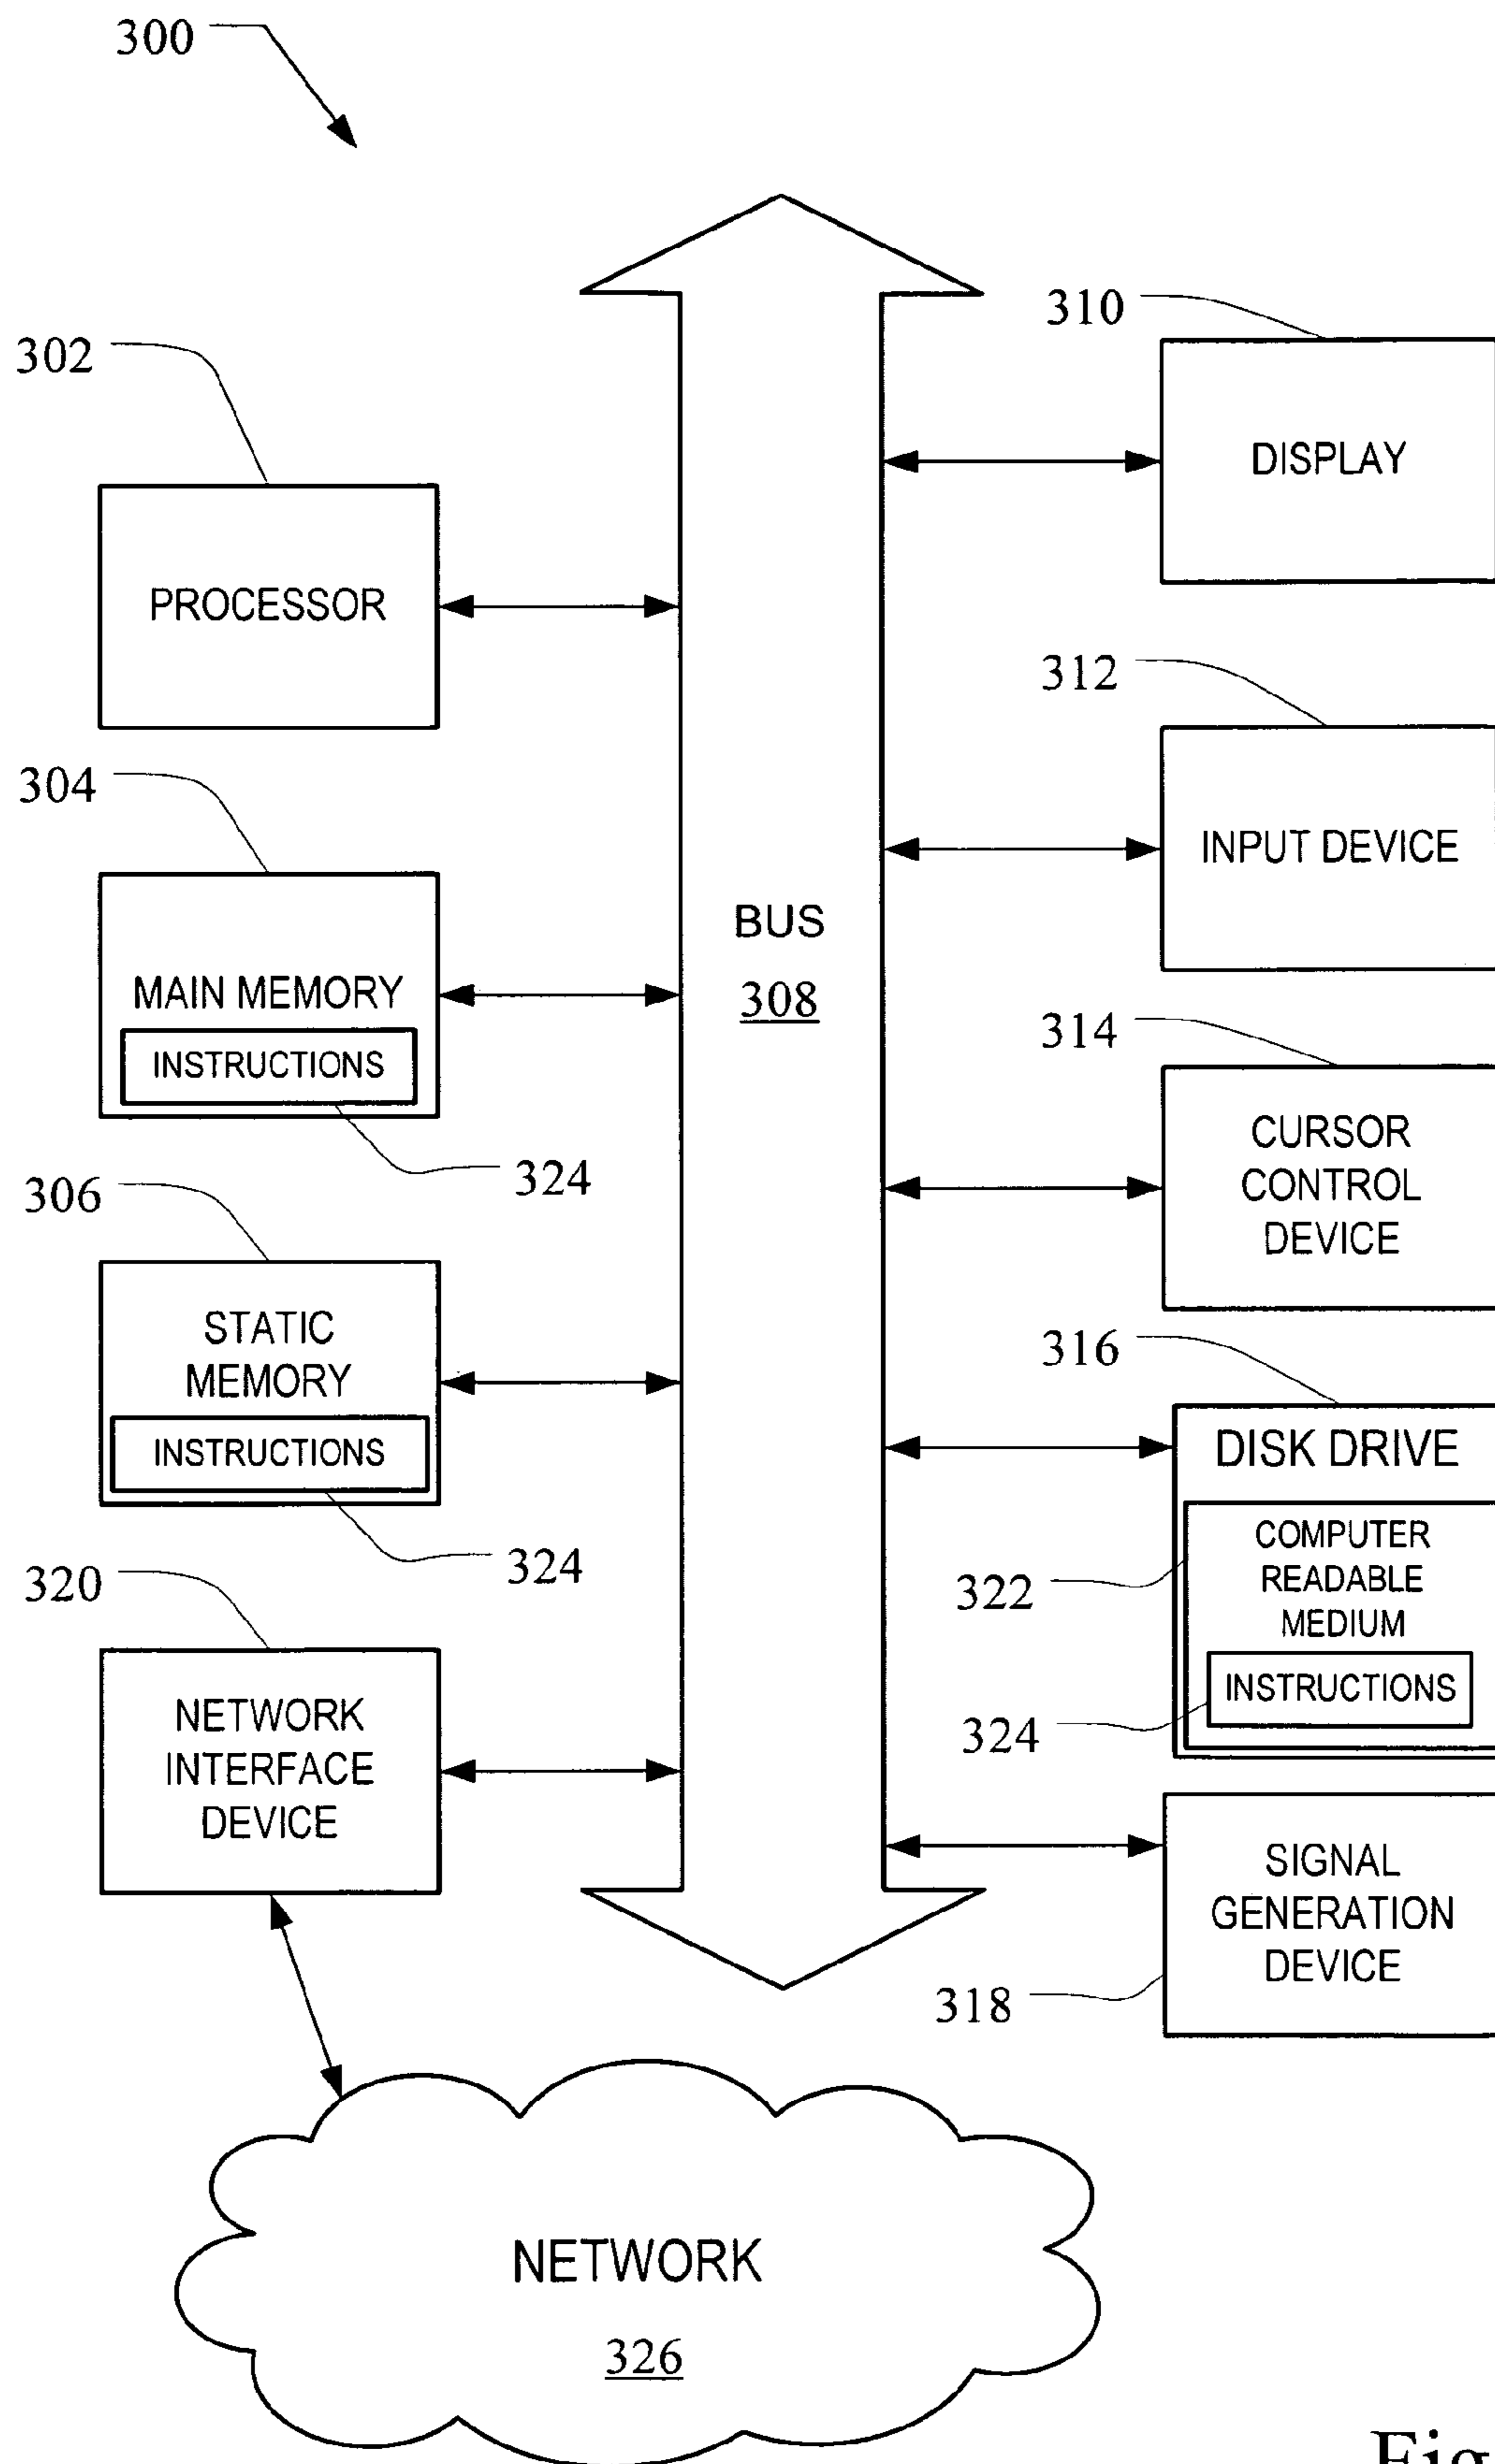 300
302
PROCESSOR
304
MAIN MEMORY
INSTRUCTIONS
324
306
STATIC
MEMORY
INSTRUCTIONS
324
320
NETWORK
INTERFACE
DEVICE
BUS
308
310
DISPLAY
312
INPUT DEVICE
314
CURSOR
CONTROL
DEVICE
316
DISK DRIVE
322
COMPUTER
READABLE
MEDIUM
INSTRUCTIONS
324
318
SIGNAL
GENERATION
DEVICE
NETWORK
326
Fig